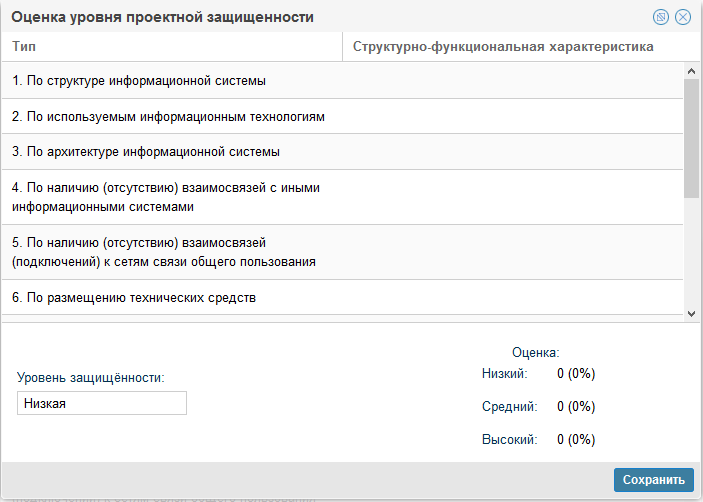 Оценка уровня проектной защищенности
Тип
Структурно-функциональная характеристика
1. По структуре информационной системы
2. По используемым информационным технологиям
3. По архитектуре информационной системы
4. По наличию (отсутствию) взаимосвязей с иными
информационными системами
5. По наличию (отсутствию) взаимосвязей
(подключений) к сетям связи общего пользования
6. По размещению технических средств
Оценка:
Уровень защищённости:
Низкая
Низкий: 0 (0%)
Средний: 0 (0%)
Высокий: 0 (0%)
Сохранить